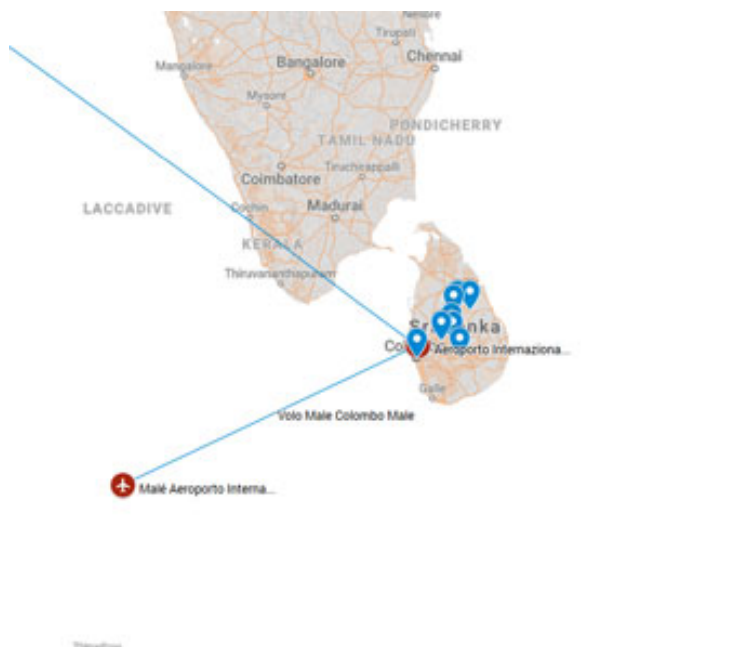 Nellore
Tirupati
Chennai
Bangalore
Mangalore
Mysore
PONDICHERRY
TAMIL NADU
Tiruchirappalli
Coimbatore
LACCADIVE
Cochin
Madurai
KERALA
Thiruvananthapuram
Aeroporto Internaziona...
Galle
Volo Male Colombo Male
Malé Aeroporto Interna...